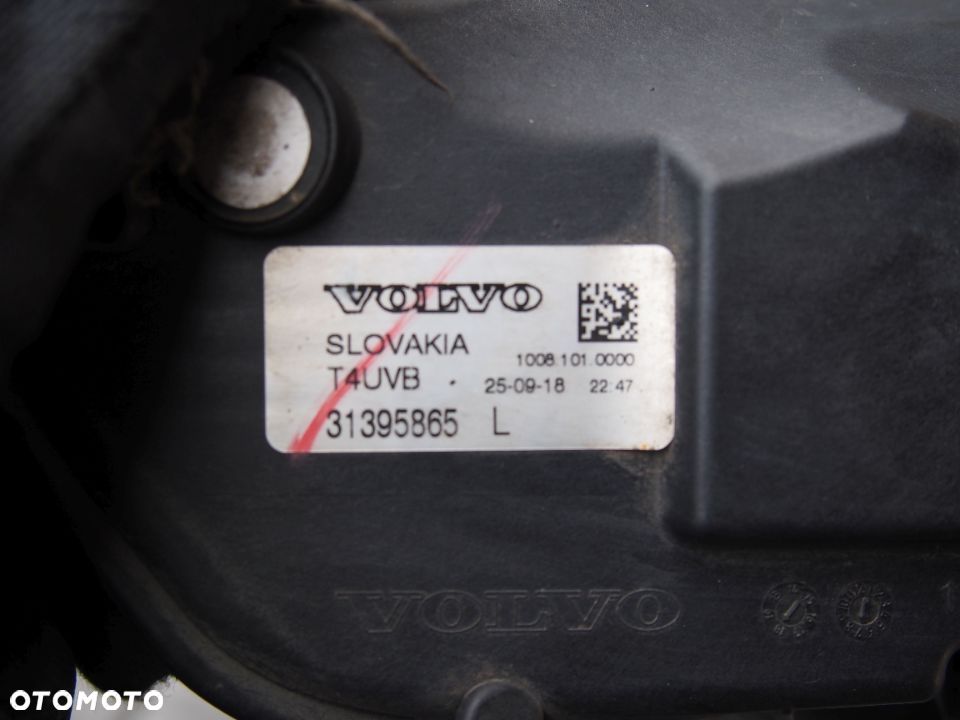 VOLVO
SLOVAKIA
1008.101.0000
T4UVB 25-09-18 22:47
31395865 L
VOLVO
OTOMOTO